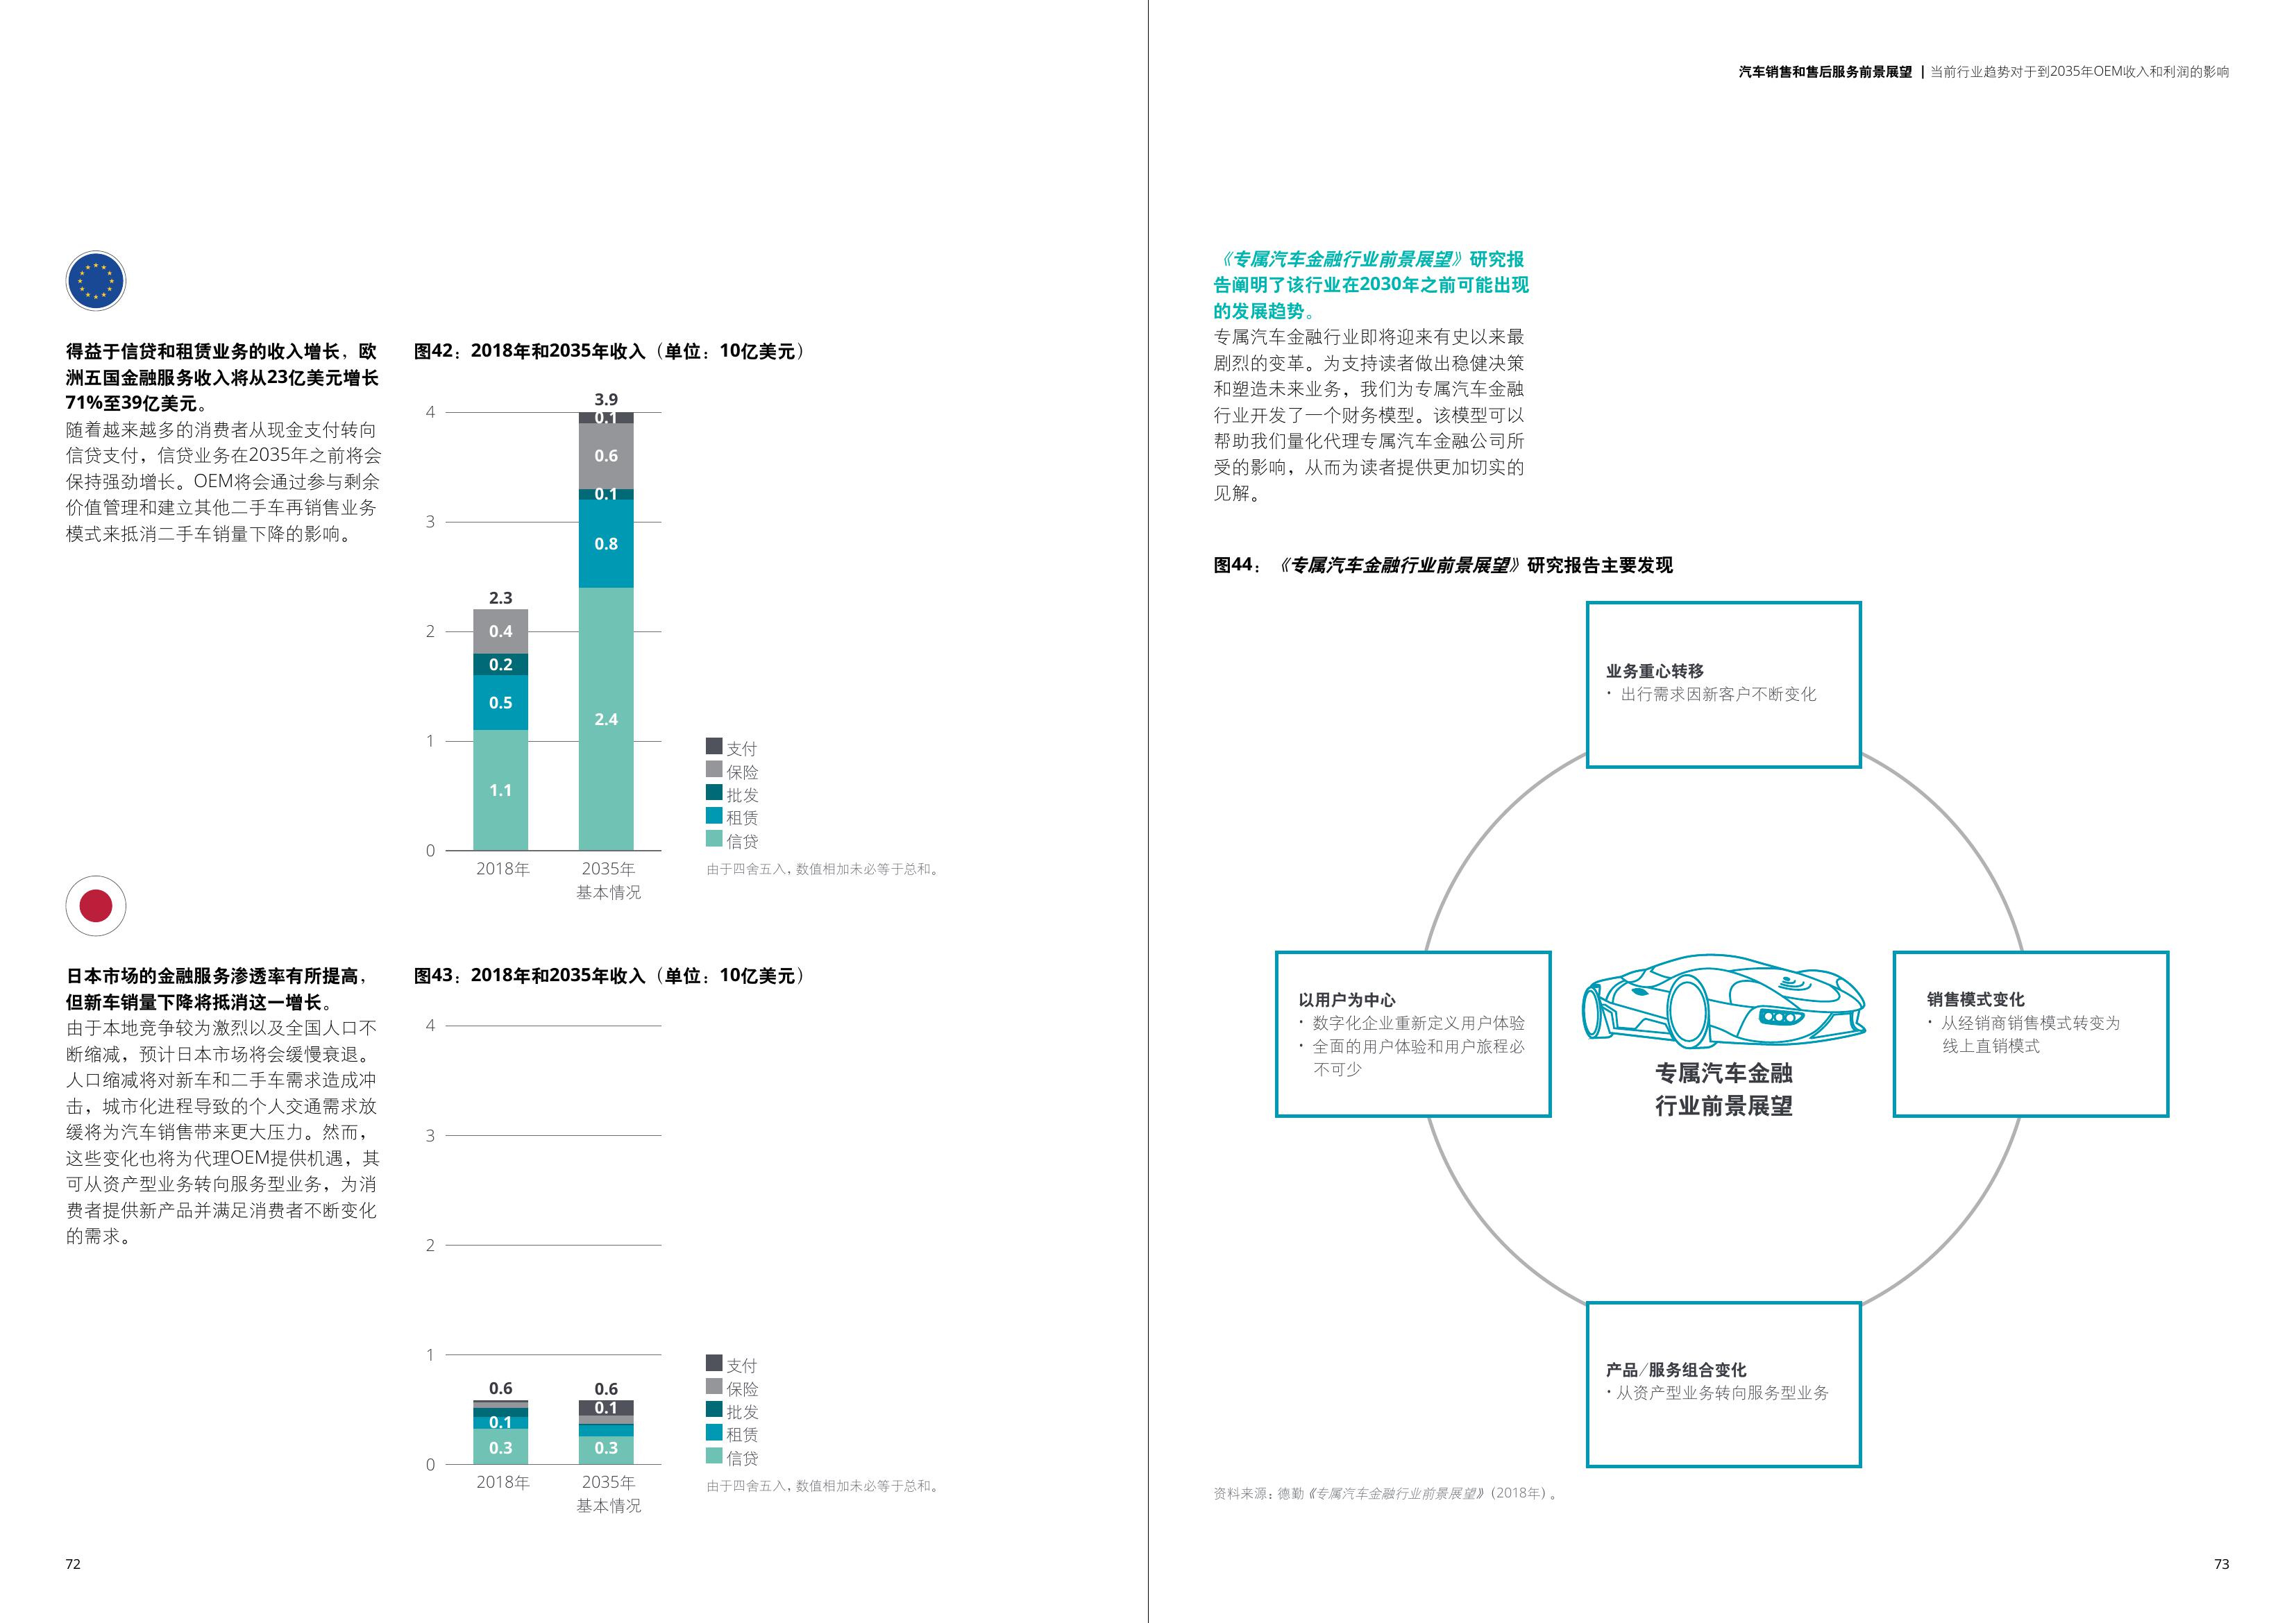 汽车销售和售后服务前景展望 | 当前行业趋势对于到2035年OEM收入和利润的影响
得益于信贷和租赁业务的收入增长，欧
洲五国金融服务收入将从23亿美元增长
71%至39亿美元。
随着越来越多的消费者从现金支付转向
信贷支付，信贷业务在2035年之前将会
保持强劲增长。OEM将会通过参与剩余
价值管理和建立其他二手车再销售业务
模式来抵消二手车销量下降的影响。
图42：2018年和2035年收入（单位：10亿美元）
4
3
2
1
0
2.3
0.4
0.2
0.5
1.1
3.9
0.1
0.6
0.1
0.8
2.4
2018年
2035年
基本情况
支付
保险
批发
租赁
信贷
由于四舍五入，数值相加未必等于总和。
日本市场的金融服务渗透率有所提高，
但新车销量下降将抵消这一增长。
由于本地竞争较为激烈以及全国人口不
断缩减，预计日本市场将会缓慢衰退。
人口缩减将对新车和二手车需求造成冲
击，城市化进程导致的个人交通需求放
缓将为汽车销售带来更大压力。然而，
这些变化也将为代理OEM提供机遇，其
可从资产型业务转向服务型业务，为消
费者提供新产品并满足消费者不断变化
的需求。
图43：2018年和2035年收入（单位：10亿美元）
4
3
2
1
0
0.6
0.1
0.3
0.6
0.1
0.3
2018年
2035年
基本情况
支付
保险
批发
租赁
信贷
由于四舍五入，数值相加未必等于总和。
72
《专属汽车金融行业前景展望》研究报
告阐明了该行业在2030年之前可能出现
的发展趋势。
专属汽车金融行业即将迎来有史以来最
剧烈的变革。为支持读者做出稳健决策
和塑造未来业务，我们为专属汽车金融
行业开发了一个财务模型。该模型可以
帮助我们量化代理专属汽车金融公司所
受的影响，从而为读者提供更加切实的
见解。
图44：《专属汽车金融行业前景展望》研究报告主要发现
业务重心转移
· 出行需求因新客户不断变化
以用户为中心
· 数字化企业重新定义用户体验
· 全面的用户体验和用户旅程必
不可少
专属汽车金融
行业前景展望
销售模式变化
· 从经销商销售模式转变为
线上直销模式
产品/服务组合变化
· 从资产型业务转向服务型业务
资料来源：德勤《专属汽车金融行业前景展望》（2018年）。
73